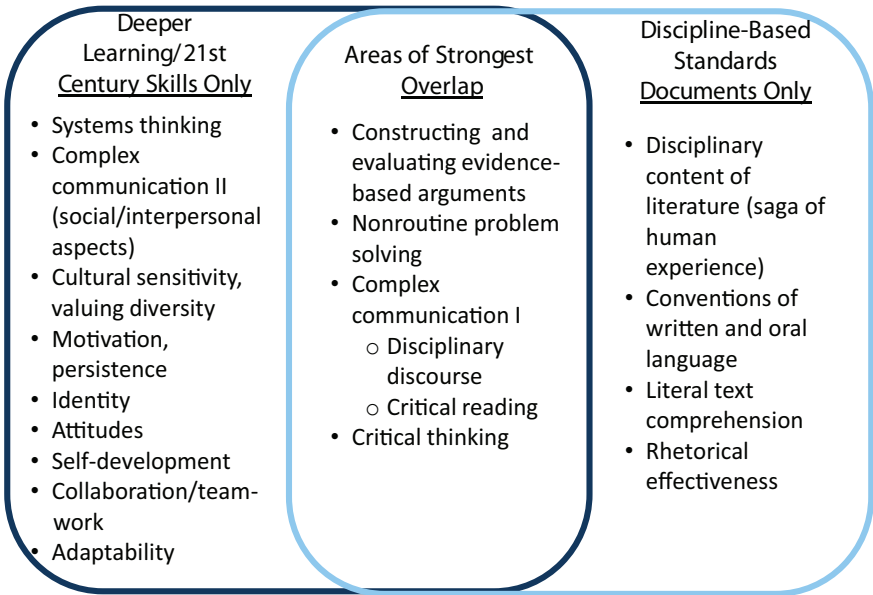 Deeper
Learning/21st
Century Skills Only
• Systems thinking
• Complex
communication II
(social/interpersonal
aspects)
• Cultural sensitivity,
valuing diversity
• Motivation,
persistence
• Identity
• Attitudes
• Self-development
• Collaboration/team-
work
• Adaptability
Areas of Strongest
Overlap
• Constructing and
evaluating evidence-
based arguments
• Nonroutine problem
solving
• Complex
communication I
o Disciplinary
discourse
o Critical reading
• Critical thinking
Discipline-Based
Standards
Documents Only
• Disciplinary
content of
literature (saga of
human
experience)
• Conventions of
written and oral
language
• Literal text
comprehension
• Rhetorical
effectiveness